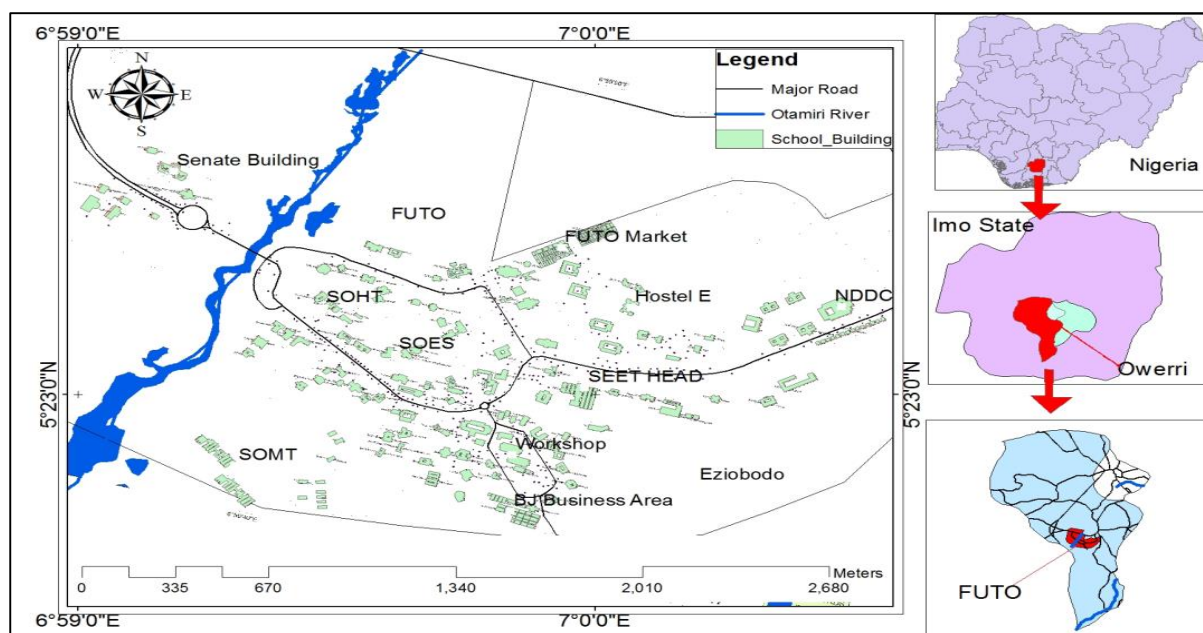 6°59'0"E
7°0'0"E
N
W
E
S
Legend
Major Road
Otamiri River
School_Building
Senate Building
FUTO
FUTO Market
SOHT
Hostel E
NDDC
SOES
SEET HEAD
5°23'0"N
5°23'0"N
Workshop
SOMT
Eziobodo
BJ Business Area
Meters
0
335
670
1,340
2,010
2,680
6°59'0"E
7°0'0"E
Nigeria
Imo State
Owerri
FUTO